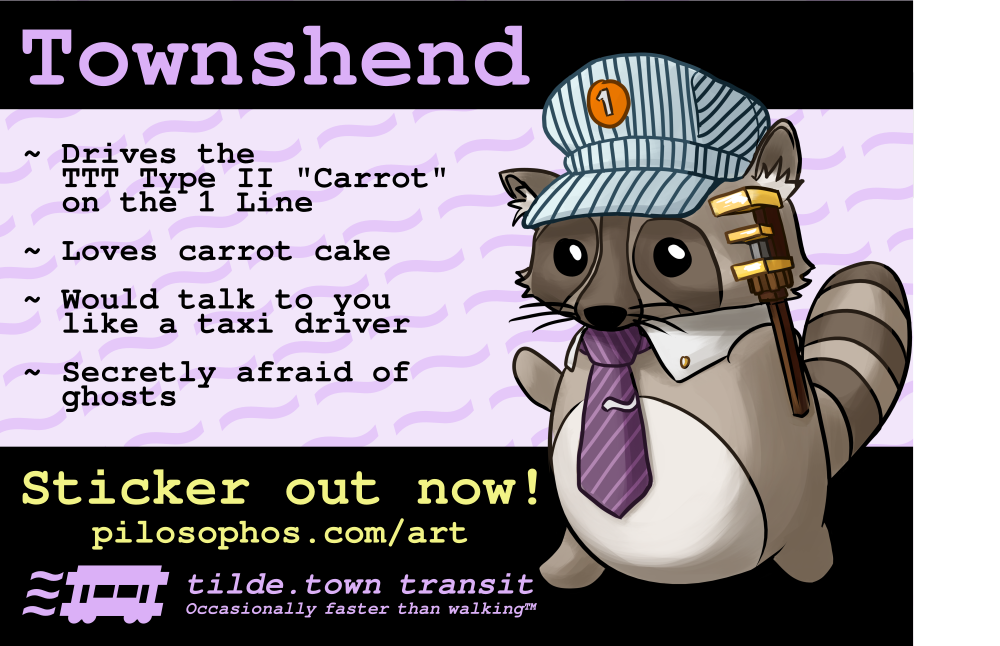 Townshend
1
~ Drives the
TTT Type II "Carrot"
on the 1 Line
~ Loves carrot cake
~ Would talk to you
like a taxi driver
~ Secretly afraid of
ghosts
Sticker out now!
pilosophos.com/art
tilde.town transit
Occasionally faster than walking™